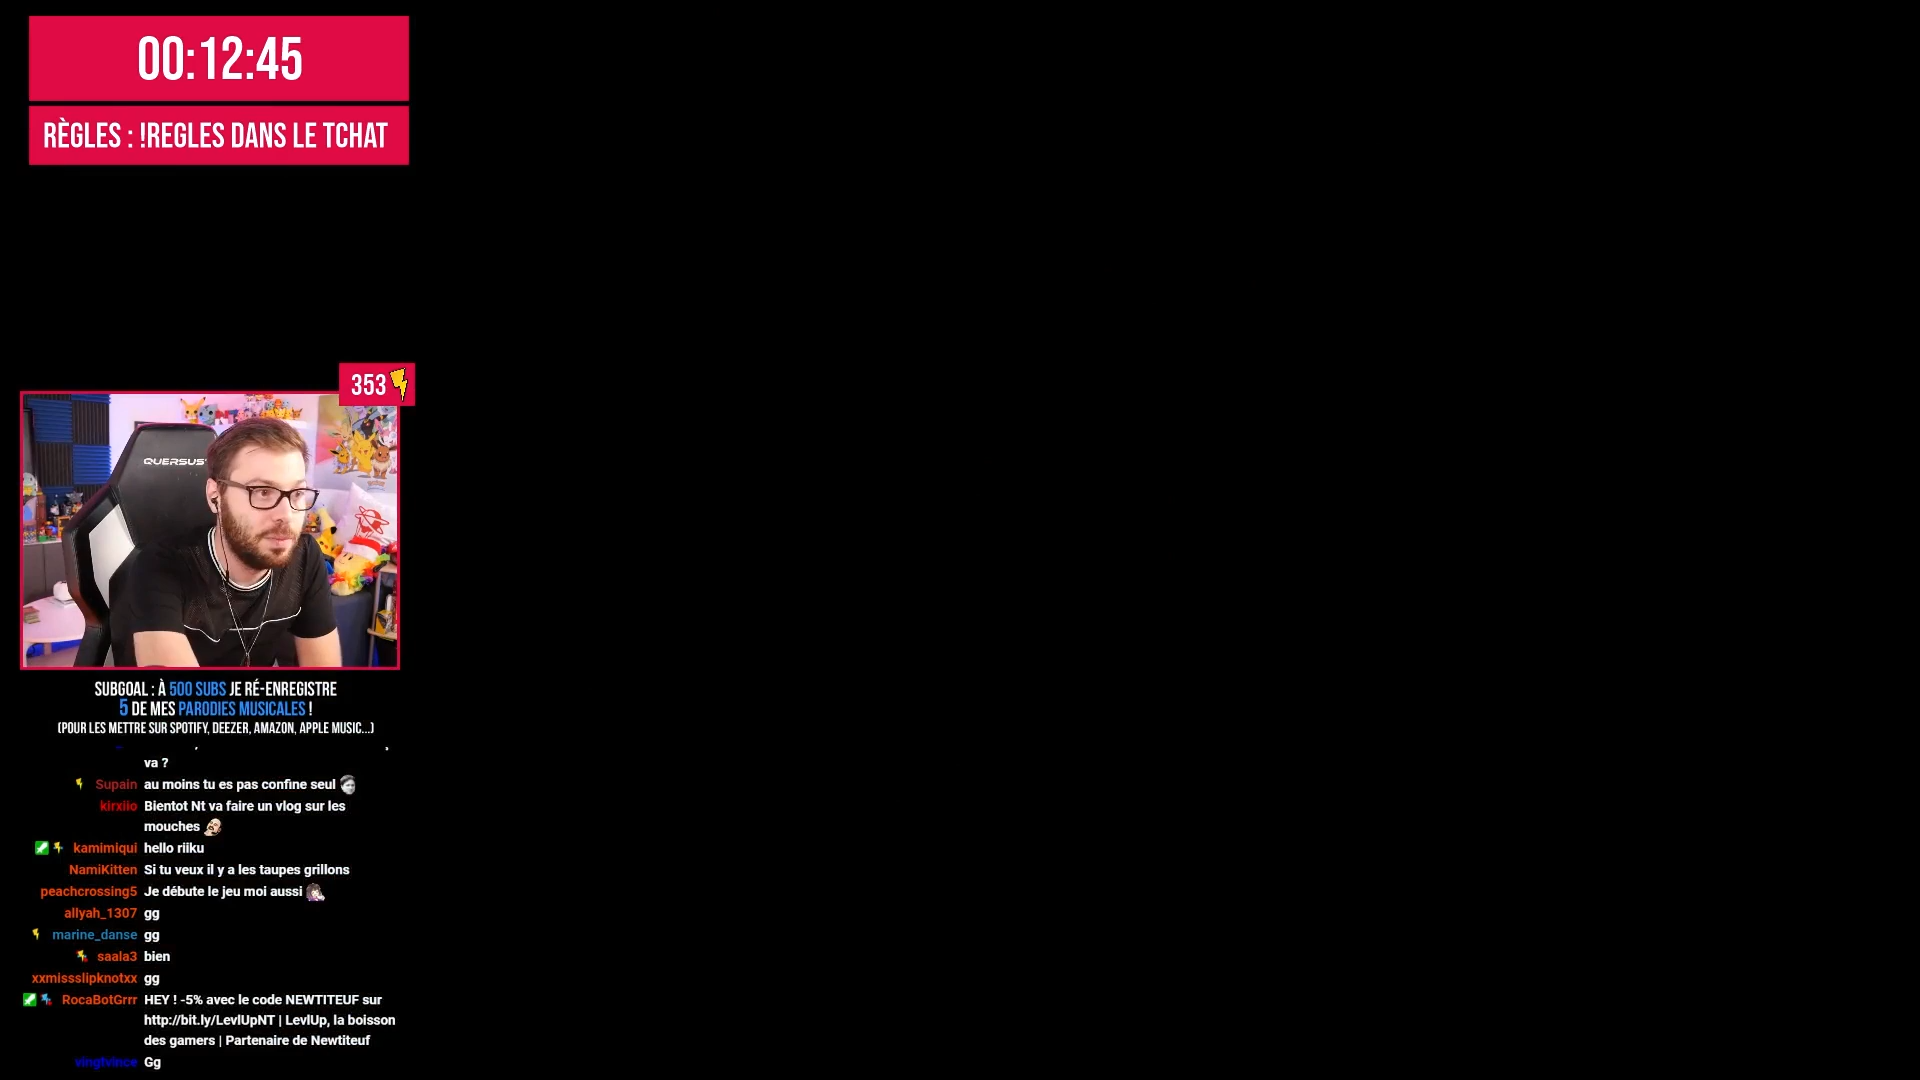 00:12:45
RÈGLES : !REGLES DANS LE TCHAT
353
QUERSUS
SUBGOAL : À 500 SUBS JE RÉ-ENREGISTRE
5 DE MES PARODIES MUSICALES !
(POUR LES METTRE SUR SPOTIFY, DEEZER, AMAZON, APPLE MUSIC...)
va ?
Supain au moins tu es pas confine seul
kirxiio Bientot Nt va faire un vlog sur les
mouches
kamimiqui hello riiku
NamiKitten Si tu veux il y a les taupes grillons
peachcrossing5 Je débute le jeu moi aussi
allyah_1307 gg
marine_danse gg
saala3 bien
xxmissslipknotxx gg
RocaBotGrrr HEY ! -5% avec le code NEWTITEUF sur
http://bit.ly/LevlUpNT | LevlUp, la boisson
des gamers | Partenaire de Newtiteuf
vingtvince Gg